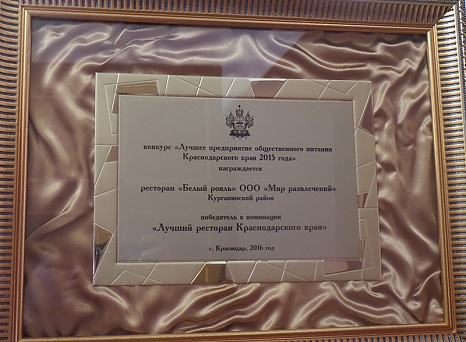 конкурс «Лучшее предприятие общественного питания
Краснодарского края 2015 года»
награждается
ресторан «Белый рояль» ООО «Мир развлечений»
Курганинский район
победитель в номинации
«Лучший ресторан Краснодарского края»
г. Краснодар, 2016 год